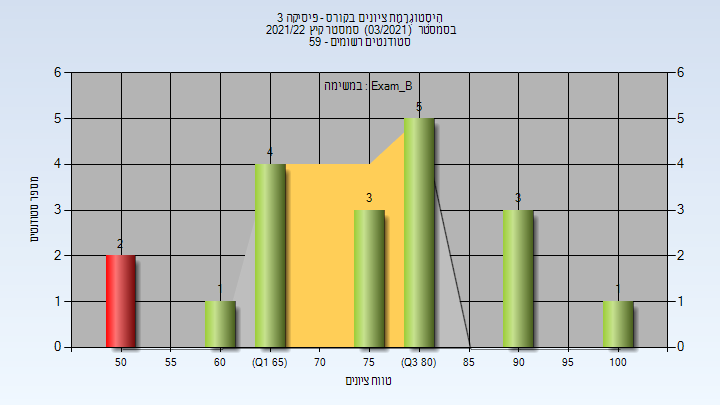 היסטוגרמת ציונים בקורס - פיסיקה 3
בסמסטר (03/2021) סמסטר קיץ 2021/22
סטודנטים רשומים - 59
במשימה : Exam_B
מספר סטודנטים
6 6
5 5
4 4
3 3
2 2
1 1
0 0
2 1 4 3 5 3 1
50 55 60 (Q1 65) 70 75 (Q3 80) 85 90 95 100
טווח ציונים